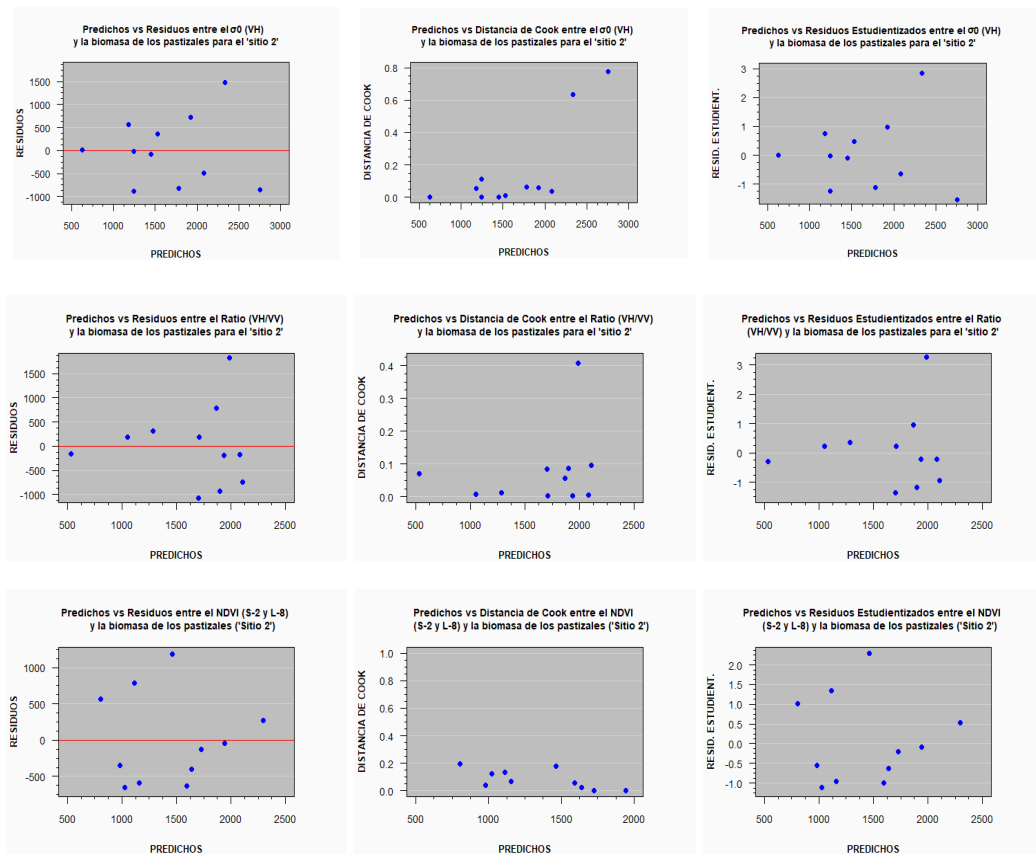 Predichos vs Residuos entre el σ0 (VH)
y la biomasa de los pastizales para el 'sitio 2'
RESIDUOS
1500
1000
500
0
-500
-1000
500 1000 1500 2000 2500 3000
PREDICHOS
Predichos vs Distancia de Cook entre el σ0 (VH)
y la biomasa de los pastizales para el 'sitio 2'
DISTANCIA DE COOK
0.8
0.6
0.4
0.2
0.0
500 1000 1500 2000 2500 3000
PREDICHOS
Predichos vs Residuos Estudientizados entre el σ0 (VH)
y la biomasa de los pastizales para el 'sitio 2'
RESID. ESTUDIENT.
3
2
1
0
-1
500 1000 1500 2000 2500 3000
PREDICHOS
Predichos vs Residuos entre el Ratio (VH/VV)
y la biomasa de los pastizales para el 'sitio 2'
RESIDUOS
1500
1000
500
0
-500
-1000
500 1000 1500 2000 2500
PREDICHOS
Predichos vs Distancia de Cook entre el Ratio (VH/VV)
y la biomasa de los pastizales para el 'sitio 2'
DISTANCIA DE COOK
0.4
0.3
0.2
0.1
0.0
500 1000 1500 2000 2500
PREDICHOS
Predichos vs Residuos Estudientizados entre el Ratio
(VH/VV) y la biomasa de los pastizales para el 'sitio 2'
RESID. ESTUDIENT.
3
2
1
0
-1
500 1000 1500 2000 2500
PREDICHOS
Predichos vs Residuos entre el NDVI (S-2 y L-8)
y la biomasa de los pastizales ('Sitio 2')
RESIDUOS
1000
500
0
-500
500 1000 1500 2000 2500
PREDICHOS
Predichos vs Distancia de Cook entre el NDVI
(S-2 y L-8) y la biomasa de los pastizales ('Sitio 2')
DISTANCIA DE COOK
1.0
0.8
0.6
0.4
0.2
0.0
500 1000 1500 2000
PREDICHOS
Predichos vs Residuos Estudientizados entre el NDVI
(S-2 y L-8) y la biomasa de los pastizales ('Sitio 2')
RESID. ESTUDIENT.
2.0
1.5
1.0
0.5
0.0
-0.5
-1.0
500 1000 1500 2000 2500
PREDICHOS